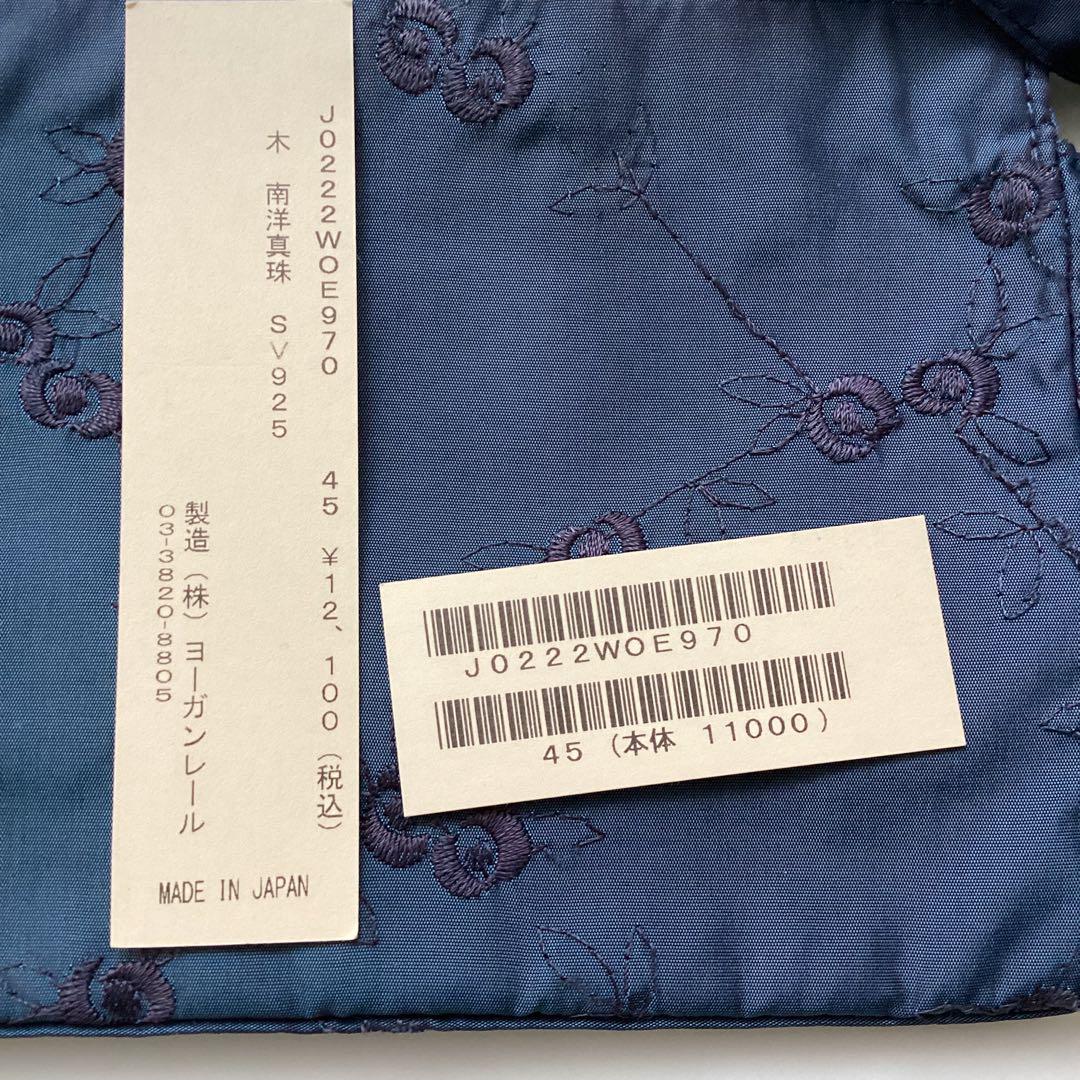 J0222WOE970 45 ¥12、100(税込)
木 南洋真珠 SV925
製造(株)ヨーガンレール
03-3820-8805
MADE IN JAPAN
J0222WOE970
45 (本体 11000)